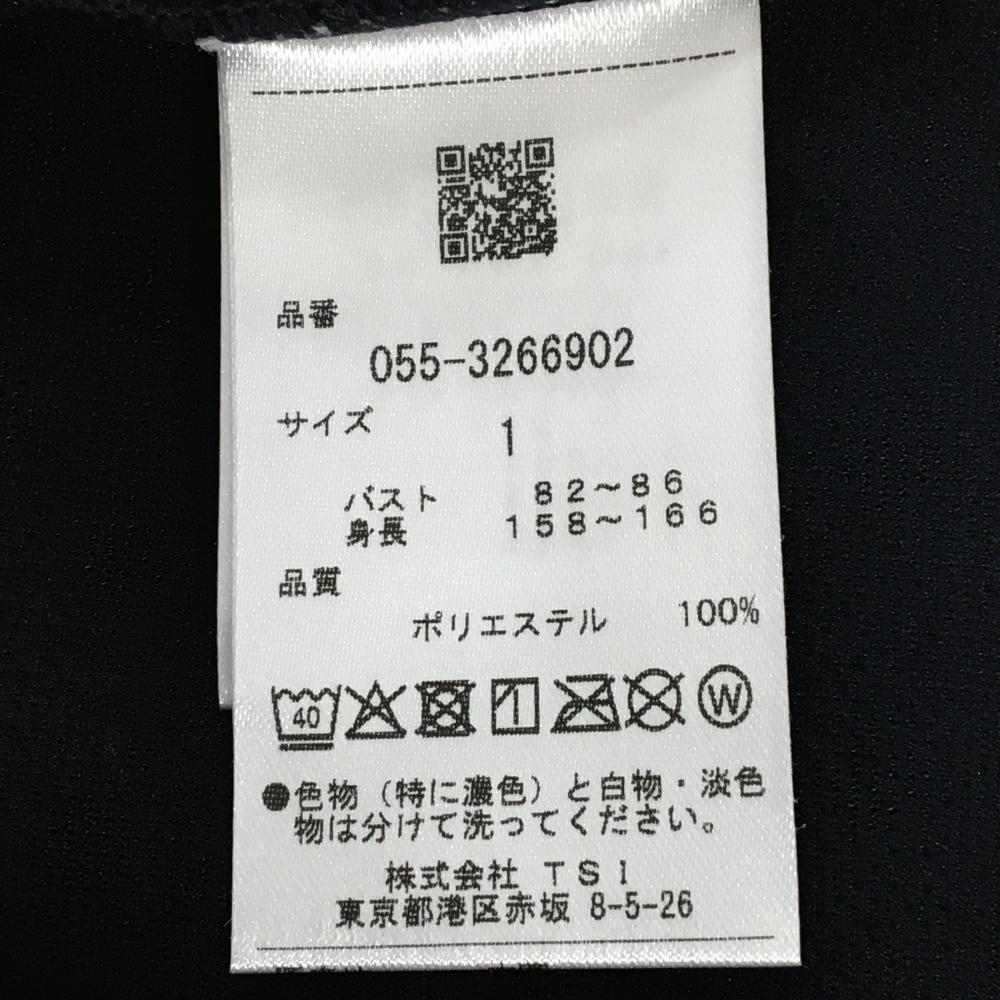 品番
055-3266902
サイズ 1
バスト 82~86
身長 158~166
品質
ポリエステル 100%
40 W
●色物(特に濃色)と白物・淡色
物は分けて洗ってください。
株式会社 TSI
東京都港区赤坂 8-5-26